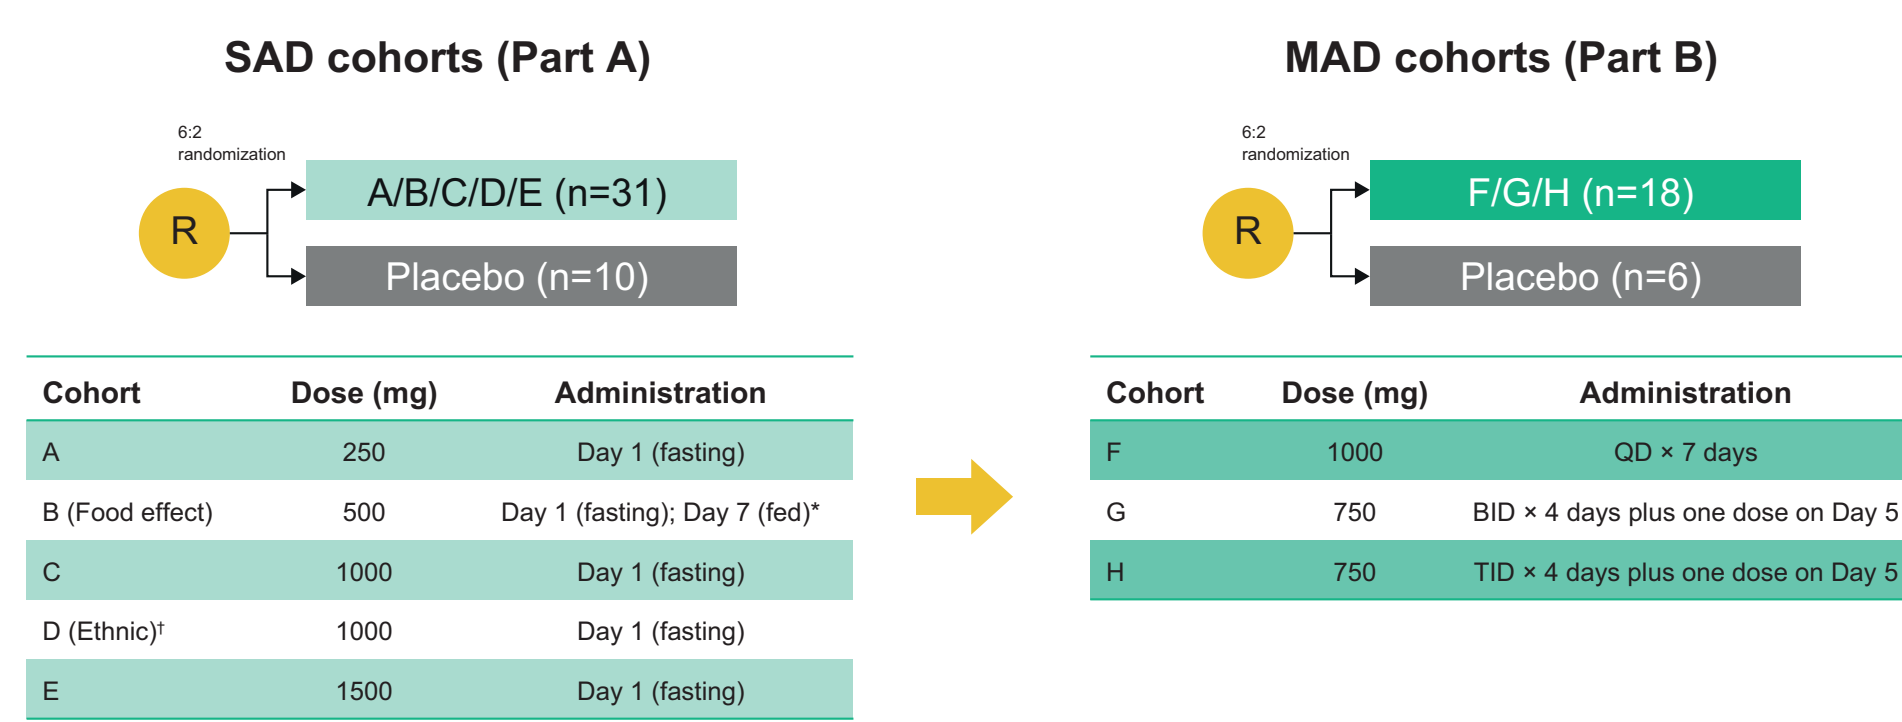 SAD cohorts (Part A)
6:2
randomization
R
A/B/C/D/E (n=31)
Placebo (n=10)
Cohort Dose (mg) Administration
A 250 Day 1 (fasting)
B (Food effect) 500 Day 1 (fasting); Day 7 (fed)*
C 1000 Day 1 (fasting)
D (Ethnic)† 1000 Day 1 (fasting)
E 1500 Day 1 (fasting)
MAD cohorts (Part B)
6:2
randomization
R
F/G/H (n=18)
Placebo (n=6)
Cohort Dose (mg) Administration
F 1000 QD × 7 days
G 750 BID × 4 days plus one dose on Day 5
H 750 TID × 4 days plus one dose on Day 5